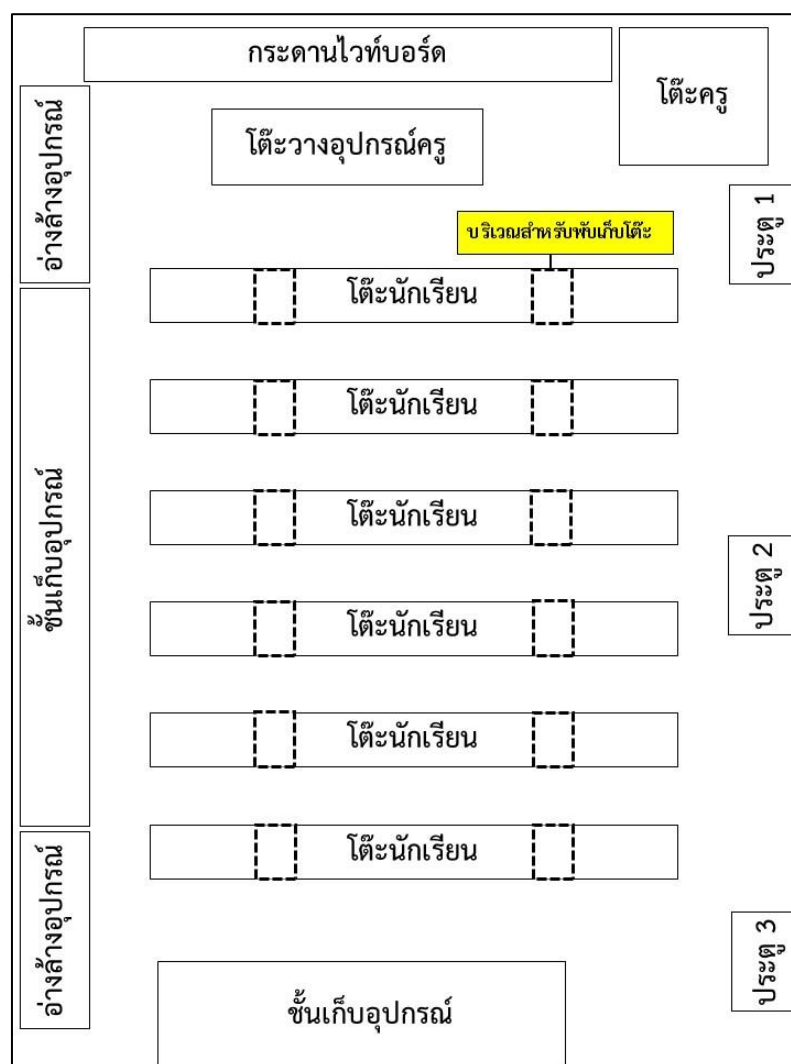 กระดานไวท์บอร์ด
โต๊ะครู
อ่างล้างอุปกรณ์
โต๊ะวางอุปกรณ์ครู
ประตู 1
บริเวณสำหรับพับเก็บโต๊ะ
โต๊ะนักเรียน
โต๊ะนักเรียน
โต๊ะนักเรียน
ชั้นเก็บอุปกรณ์
ประตู 2
โต๊ะนักเรียน
โต๊ะนักเรียน
โต๊ะนักเรียน
อ่างล้างอุปกรณ์
ประตู 3
ชั้นเก็บอุปกรณ์